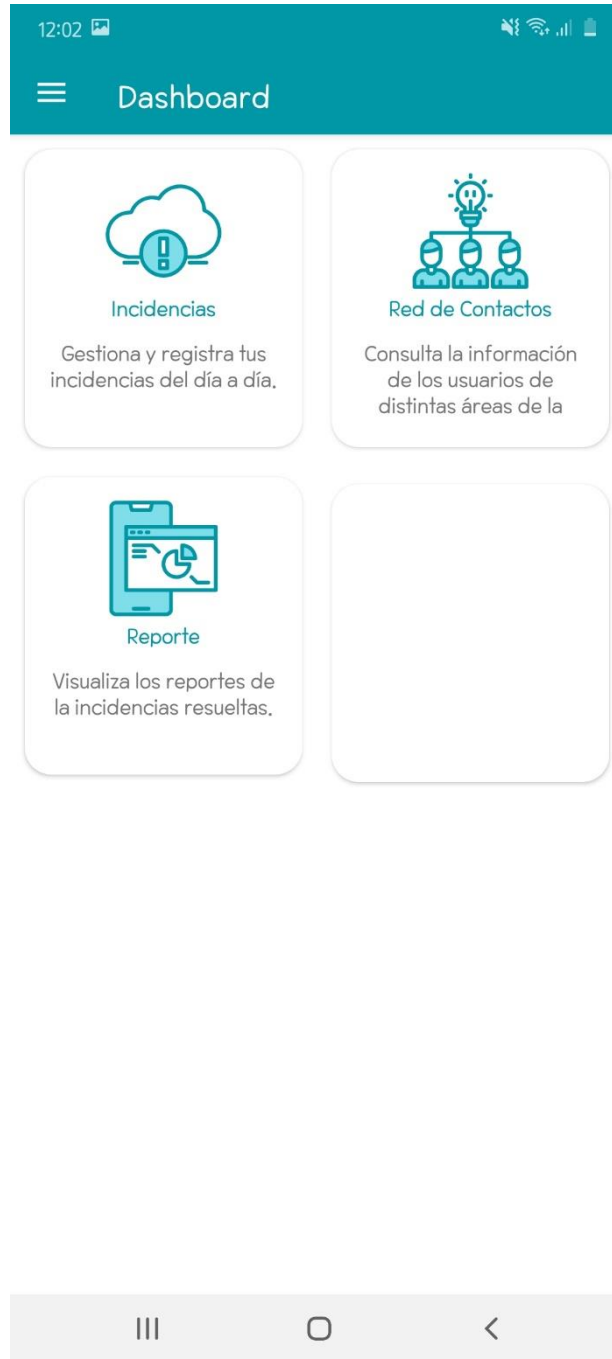 12:02
Dashboard
Incidencias
Gestiona y registra tus
incidencias del día a día.
Red de Contactos
Consulta la información
de los usuarios de
distintas áreas de la
Reporte
Visualiza los reportes de
la incidencias resueltas.